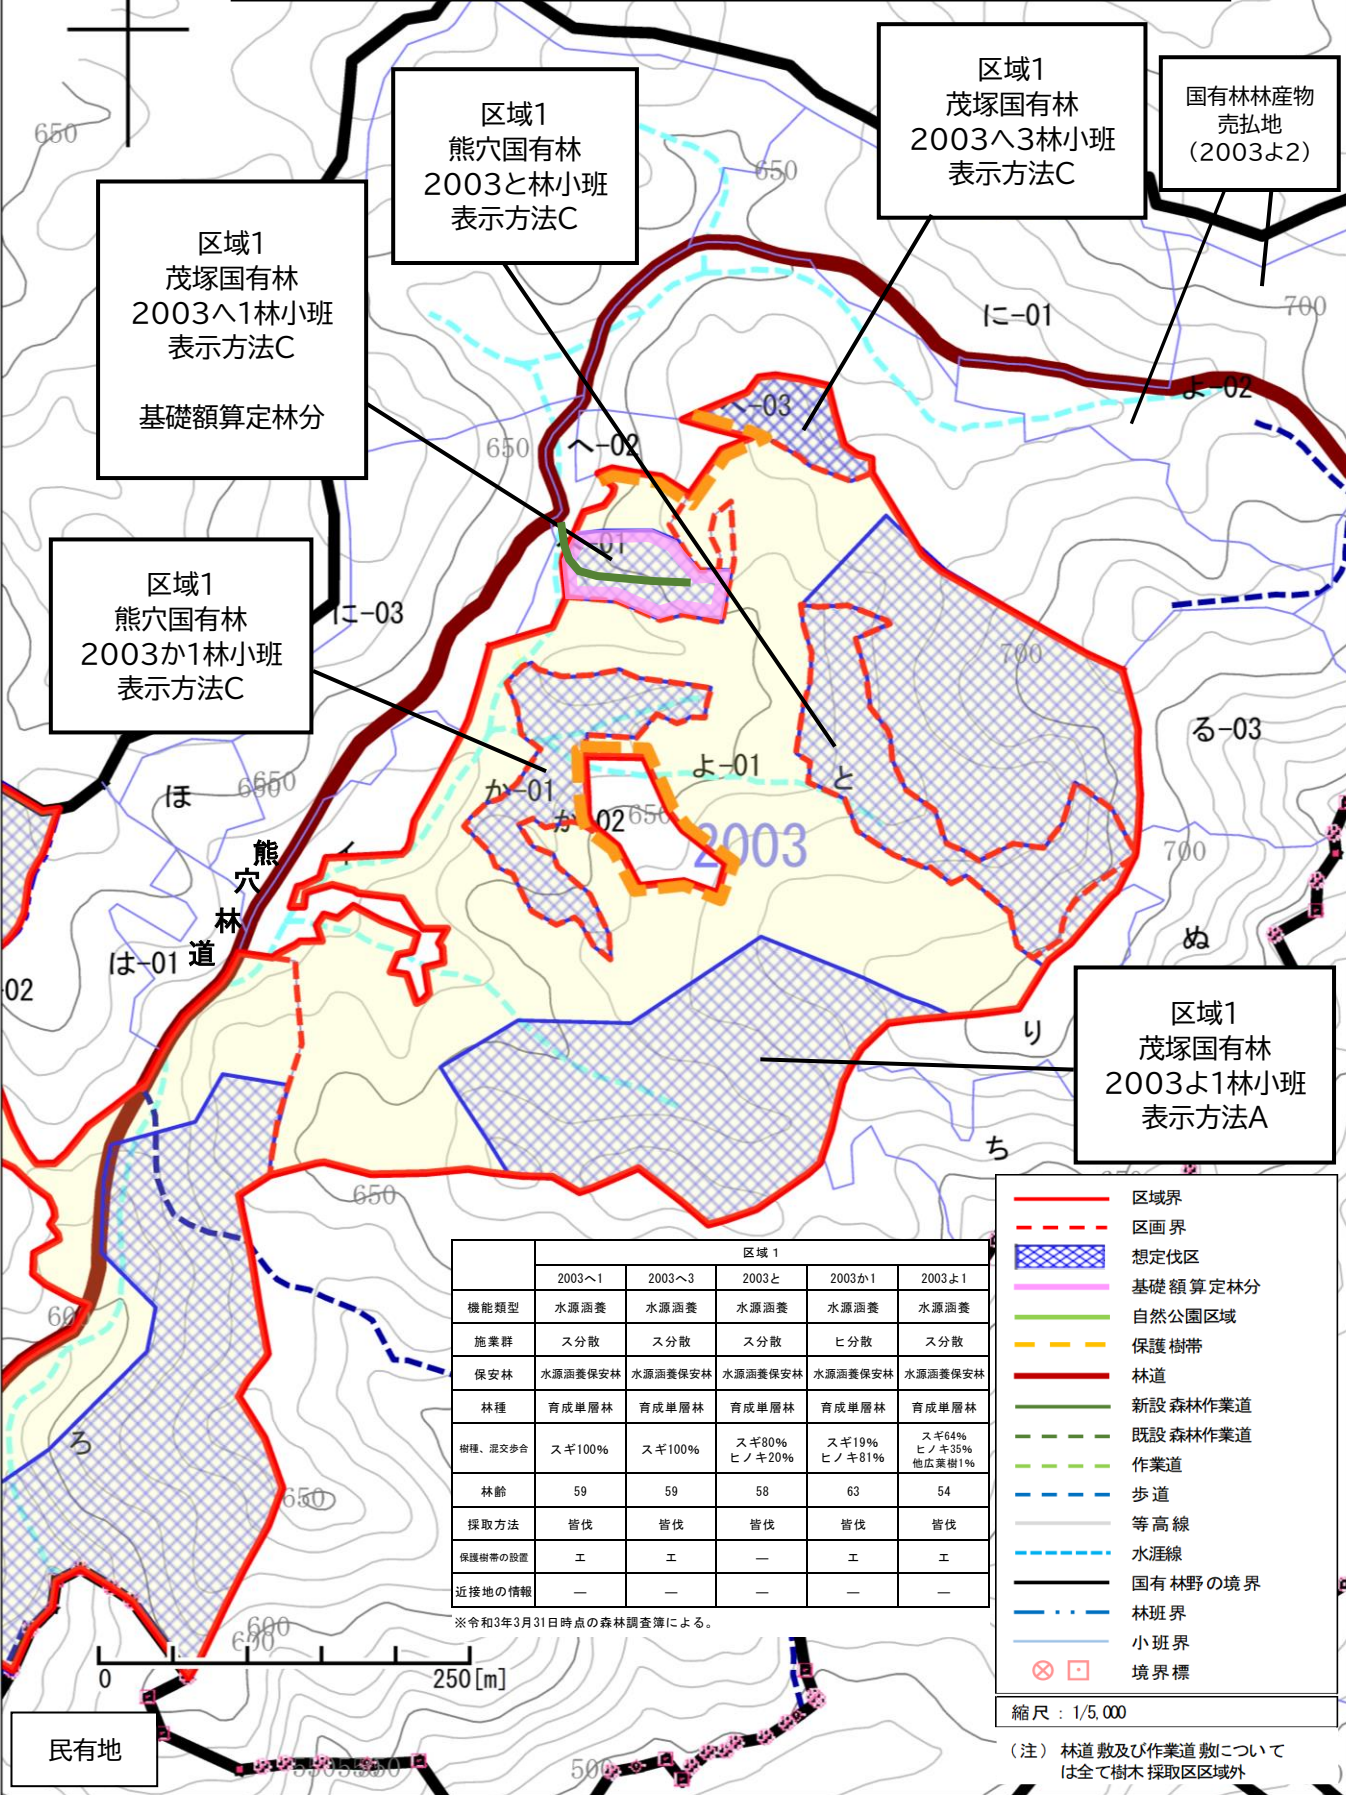 区域1
茂塚国有林
2003へ3林小班
表示方法C
国有林林産物
売払地
（2003よ2）
区域1
熊穴国有林
2003と林小班
表示方法C
区域1
茂塚国有林
2003へ1林小班
表示方法C
基礎額算定林分
区域1
熊穴国有林
2003か1林小班
表示方法C
区域1
茂塚国有林
2003よ1林小班
表示方法A
650
650
700
に-01
よ-02
-03
へ-02
650
-01
に-03
700
る-03
よ-01
と
か-01
か-02
650
2003
ほ
650
650
イ
熊
穴
林
道
は-01
-02
700
ぬ
り
ち
650
600
ろ
650
600
600
0
250[m]
民有地
550
550
500
区域１
2003へ1 2003へ3 2003と 2003か1 2003よ1
機能類型 水源涵養 水源涵養 水源涵養 水源涵養 水源涵養
施業群 ス分散 ス分散 ス分散 ヒ分散 ス分散
保安林 水源涵養保安林 水源涵養保安林 水源涵養保安林 水源涵養保安林 水源涵養保安林
林種 育成単層林 育成単層林 育成単層林 育成単層林 育成単層林
樹種、混交歩合 スギ100% スギ100% スギ80% ヒノキ20% スギ19% ヒノキ81% スギ64% ヒノキ35% 他広葉樹1%
林齢 59 59 58 63 54
採取方法 皆伐 皆伐 皆伐 皆伐 皆伐
保護樹帯の設置 エ エ ― エ エ
近接地の情報 ― ― ― ― ―
※令和3年3月31日時点の森林調査簿による。
区域界
区画界
想定伐区
基礎額算定林分
自然公園区域
保護樹帯
林道
新設森林作業道
既設森林作業道
作業道
歩道
等高線
水涯線
国有林野の境界
林班界
小班界
境界標
縮尺：1/5,000
（注）林道敷及び作業道敷について
は全て樹木採取区区域外